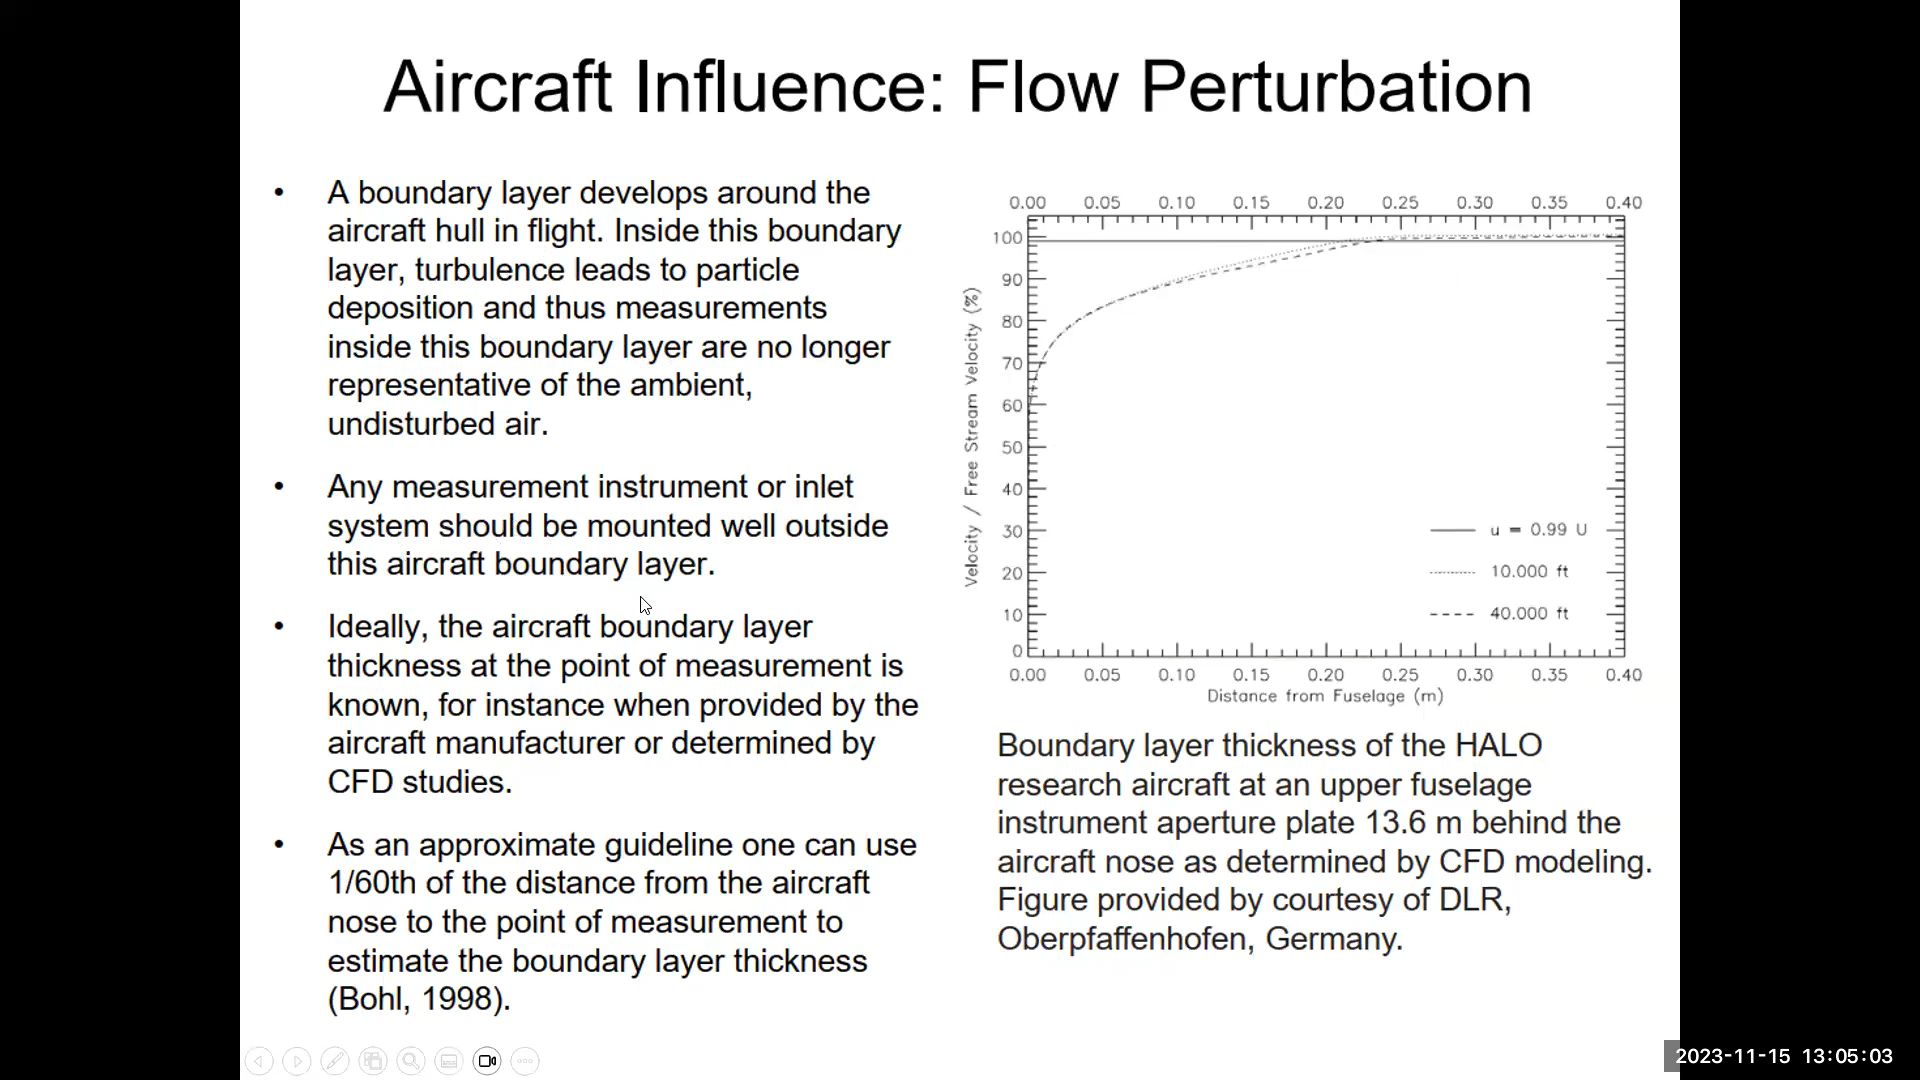 Aircraft Influence: Flow Perturbation
• A boundary layer develops around the
aircraft hull in flight. Inside this boundary
layer, turbulence leads to particle
deposition and thus measurements
inside this boundary layer are no longer
representative of the ambient,
undisturbed air.
• Any measurement instrument or inlet
system should be mounted well outside
this aircraft boundary layer.
• Ideally, the aircraft boundary layer
thickness at the point of measurement is
known, for instance when provided by the
aircraft manufacturer or determined by
CFD studies.
• As an approximate guideline one can use
1/60th of the distance from the aircraft
nose to the point of measurement to
estimate the boundary layer thickness
(Bohl, 1998).
0.00 0.05 0.10 0.15 0.20 0.25 0.30 0.35 0.40
Velocity / Free Stream Velocity (%)
100
90
80
70
60
50
40
30
20
10
0
u = 0.99 U
10.000 ft
40.000 ft
0.00 0.05 0.10 0.15 0.20 0.25 0.30 0.35 0.40
Distance from Fuselage (m)
Boundary layer thickness of the HALO
research aircraft at an upper fuselage
instrument aperture plate 13.6 m behind the
aircraft nose as determined by CFD modeling.
Figure provided by courtesy of DLR,
Oberpfaffenhofen, Germany.
2023-11-15 13:05:03